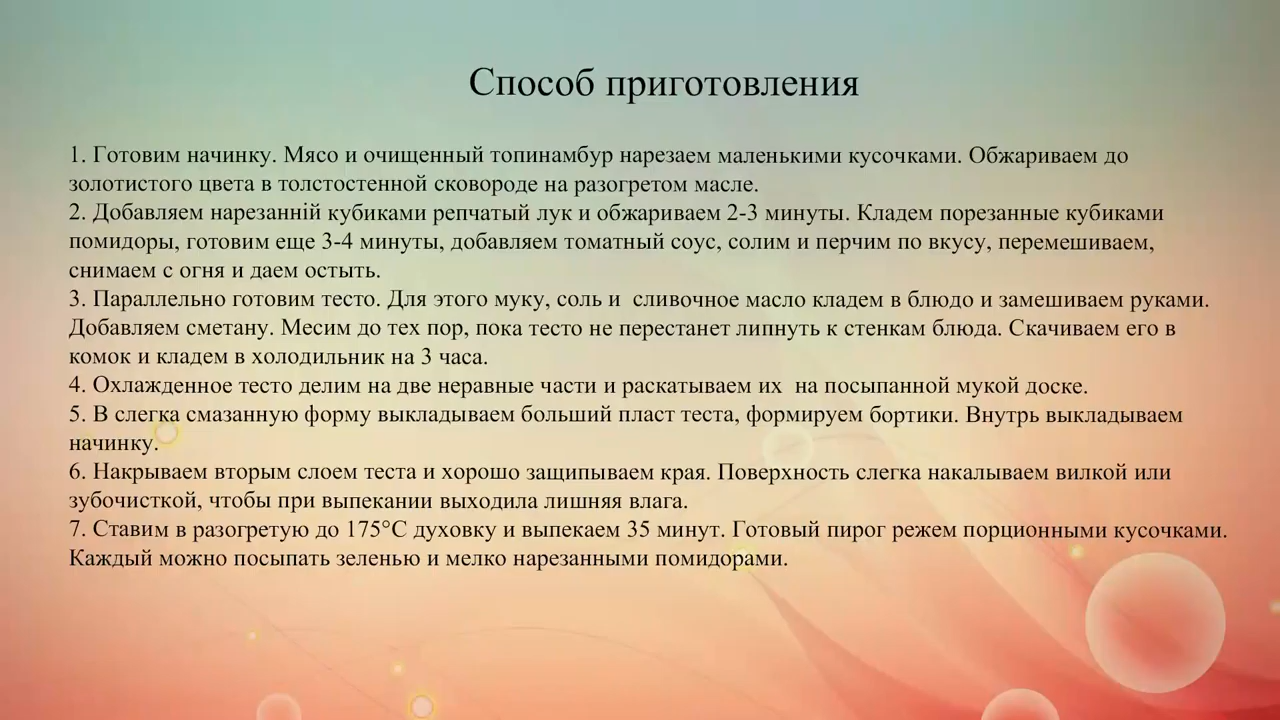 Способ приготовления
1. Готовим начинку. Мясо и очищенный топинамбур нарезаем маленькими кусочками. Обжариваем до
золотистого цвета в толстостенной сковороде на разогретом масле.
2. Добавляем нарезанній кубиками репчатый лук и обжариваем 2-3 минуты. Кладем порезанные кубиками
помидоры, готовим еще 3-4 минуты, добавляем томатный соус, солим и перчим по вкусу, перемешиваем,
снимаем с огня и даем остыть.
3. Параллельно готовим тесто. Для этого муку, соль и  сливочное масло кладем в блюдо и замешиваем руками.
Добавляем сметану. Месим до тех пор, пока тесто не перестанет липнуть к стенкам блюда. Скачиваем его в
комок и кладем в холодильник на 3 часа.
4. Охлажденное тесто делим на две неравные части и раскатываем их  на посыпанной мукой доске.
5. В слегка смазанную форму выкладываем больший пласт теста, формируем бортики. Внутрь выкладываем
начинку.
6. Накрываем вторым слоем теста и хорошо защипываем края. Поверхность слегка накалываем вилкой или
зубочисткой, чтобы при выпекании выходила лишняя влага.
7. Ставим в разогретую до 175°С духовку и выпекаем 35 минут. Готовый пирог режем порционными кусочками.
Каждый можно посыпать зеленью и мелко нарезанными помидорами.